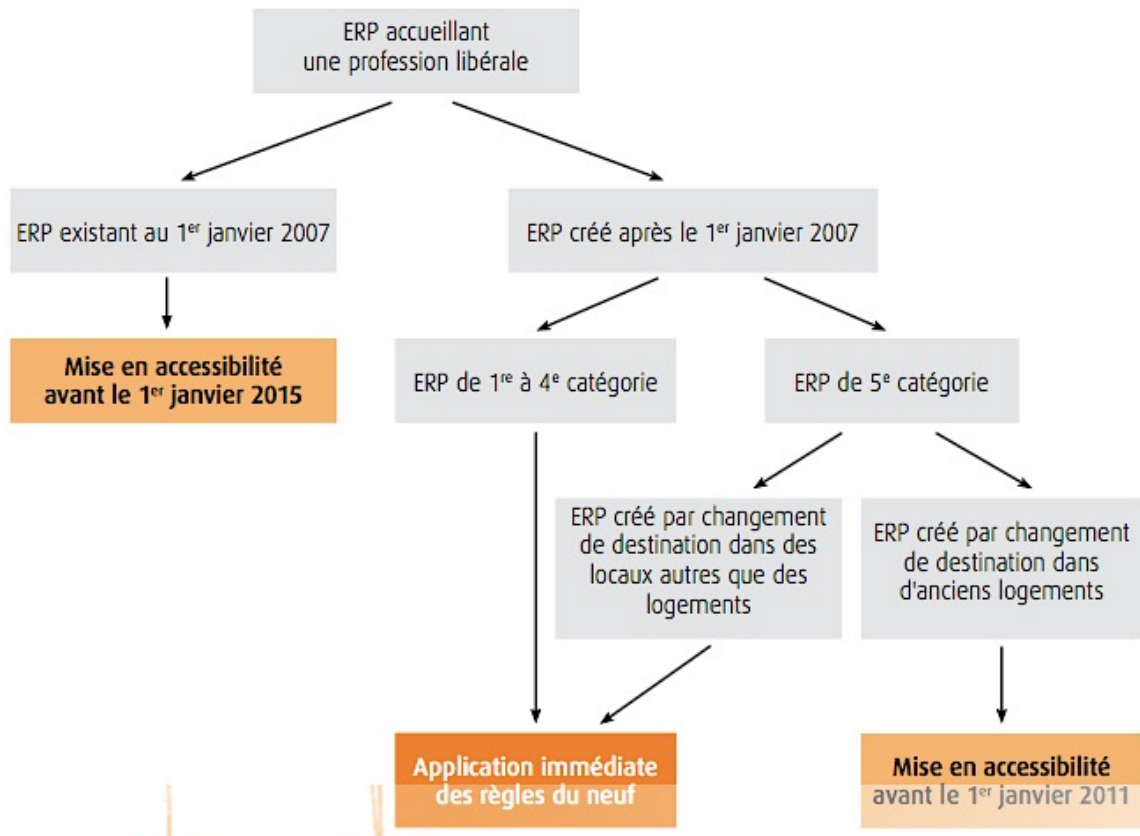 ERP accueillant
une profession libérale
ERP existant au 1er janvier 2007
ERP créé après le 1er janvier 2007
Mise en accessibilité
avant le 1er janvier 2015
ERP de 1re à 4e catégorie
ERP de 5e catégorie
ERP créé par changement
de destination dans des
locaux autres que des
logements
ERP créé par changement
de destination dans
d'anciens logements
Application immédiate
des règles du neuf
Mise en accessibilité
avant le 1er janvier 2011